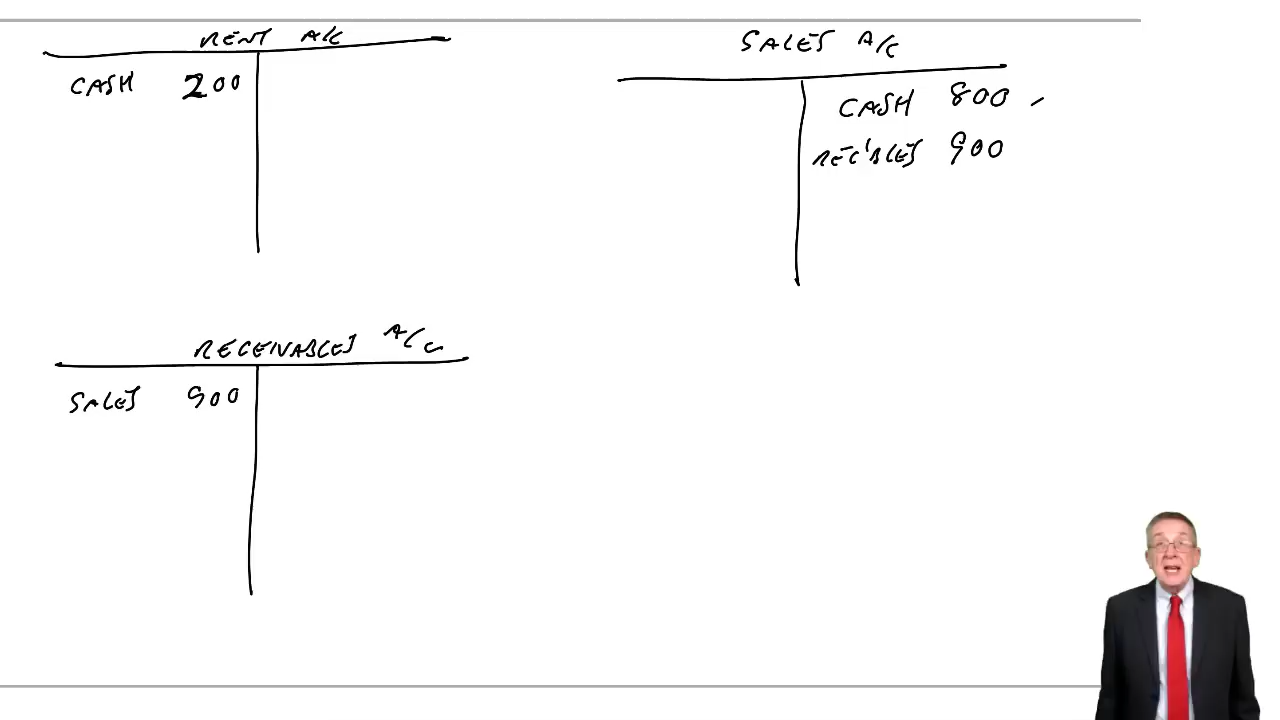 RENT A/C
CASH 200
SALES A/C
CASH 800
REC'BLES 900
RECEIVABLES A/C
SALES 900